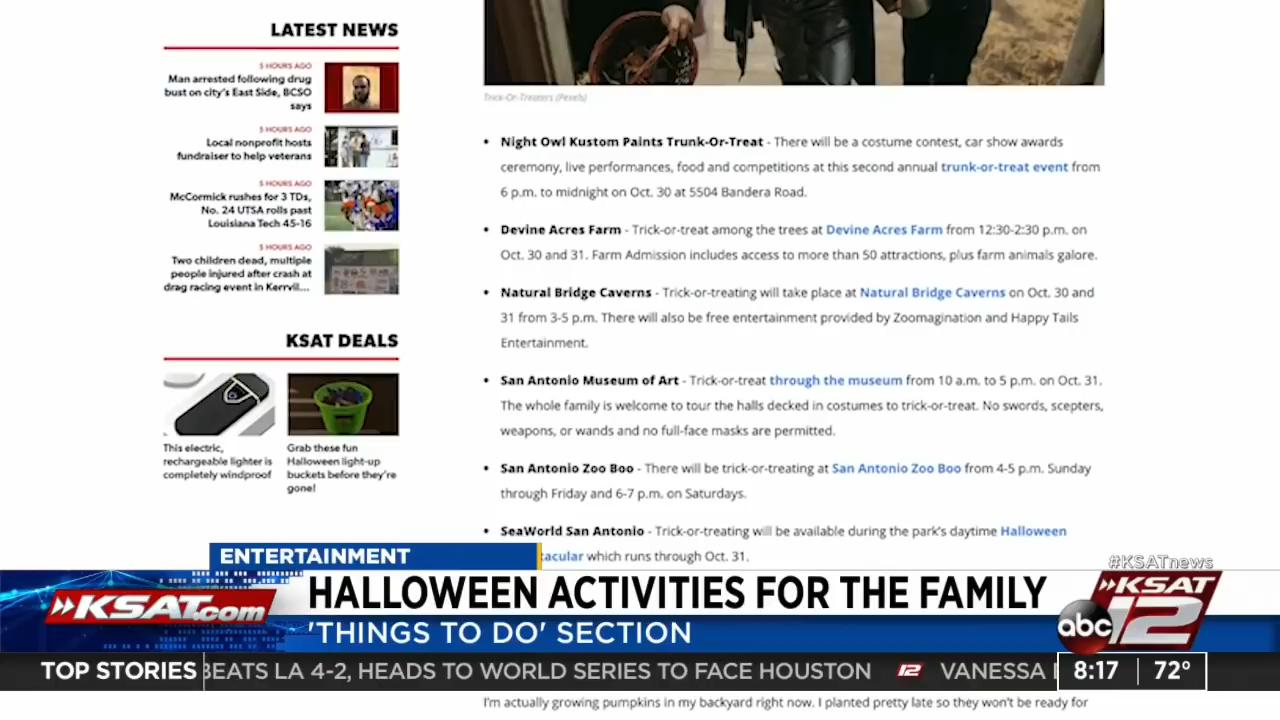 LATEST NEWS
5 HOURS AGO
Man arrested following drug
bust on city's East Side, BCSO
says
5 HOURS AGO
Local nonprofit hosts
fundraiser to help veterans
5 HOURS AGO
McCormick rushes for 3 TDs,
No. 24 UTSA rolls past
Louisiana Tech 45-16
5 HOURS AGO
Two children dead, multiple
people injured after crash at
drag racing event in Kerrvil...
KSAT DEALS
This electric,
rechargeable lighter is
completely windproof
Grab these fun
Halloween light-up
buckets before they're
gone!
Trick-Or-Treaters (Pexels)
• Night Owl Kustom Paints Trunk-Or-Treat - There will be a costume contest, car show awards
ceremony, live performances, food and competitions at this second annual trunk-or-treat event from
6 p.m. to midnight on Oct. 30 at 5504 Bandera Road.
• Devine Acres Farm - Trick-or-treat among the trees at Devine Acres Farm from 12:30-2:30 p.m. on
Oct. 30 and 31. Farm Admission includes access to more than 50 attractions, plus farm animals galore.
• Natural Bridge Caverns - Trick-or-treating will take place at Natural Bridge Caverns on Oct. 30 and
31 from 3-5 p.m. There will also be free entertainment provided by Zoomagination and Happy Tails
Entertainment.
• San Antonio Museum of Art - Trick-or-treat through the museum from 10 a.m. to 5 p.m. on Oct. 31.
The whole family is welcome to tour the halls decked in costumes to trick-or-treat. No swords, scepters,
weapons, or wands and no full-face masks are permitted.
• San Antonio Zoo Boo - There will be trick-or-treating at San Antonio Zoo Boo from 4-5 p.m. Sunday
through Friday and 6-7 p.m. on Saturdays.
• SeaWorld San Antonio - Trick-or-treating will be available during the park's daytime Halloween
tacular which runs through Oct. 31.
ENTERTAINMENT
#KSATnews
HALLOWEEN ACTIVITIES FOR THE FAMILY
'THINGS TO DO' SECTION
KSAT.com
KSAT
abc 12
TOP STORIES
BEATS LA 4-2, HEADS TO WORLD SERIES TO FACE HOUSTON 12 VANESSA
8:17 72°
I'm actually growing pumpkins in my backyard right now. I planted pretty late so they won't be ready for